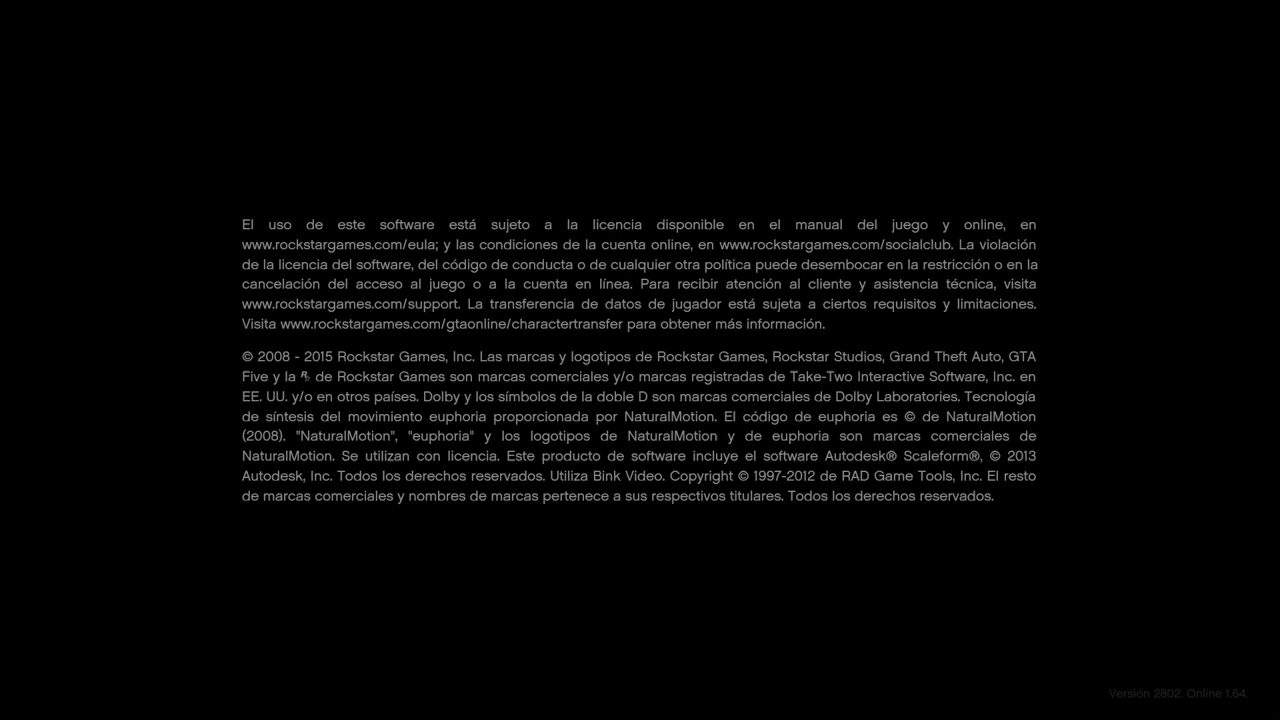 El uso de este software está sujeto a la licencia disponible en el manual del juego y online, en
www.rockstargames.com/eula; y las condiciones de la cuenta online, en www.rockstargames.com/socialclub. La violación
de la licencia del software, del código de conducta o de cualquier otra política puede desembocar en la restricción o en la
cancelación del acceso al juego o a la cuenta en línea. Para recibir atención al cliente y asistencia técnica, visita
www.rockstargames.com/support. La transferencia de datos de jugador está sujeta a ciertos requisitos y limitaciones.
Visita www.rockstargames.com/gtaonline/charactertransfer para obtener más información.
© 2008 - 2015 Rockstar Games, Inc. Las marcas y logotipos de Rockstar Games, Rockstar Studios, Grand Theft Auto, GTA
Five y la R* de Rockstar Games son marcas comerciales y/o marcas registradas de Take-Two Interactive Software, Inc. en
EE. UU. y/o en otros países. Dolby y los símbolos de la doble D son marcas comerciales de Dolby Laboratories. Tecnología
de síntesis del movimiento euphoria proporcionada por NaturalMotion. El código de euphoria es © de NaturalMotion
(2008). "NaturalMotion", "euphoria" y los logotipos de NaturalMotion y de euphoria son marcas comerciales de
NaturalMotion. Se utilizan con licencia. Este producto de software incluye el software Autodesk® Scaleform®, © 2013
Autodesk, Inc. Todos los derechos reservados. Utiliza Bink Video. Copyright © 1997-2012 de RAD Game Tools, Inc. El resto
de marcas comerciales y nombres de marcas pertenece a sus respectivos titulares. Todos los derechos reservados.
Versión 2802. Online 1.64.